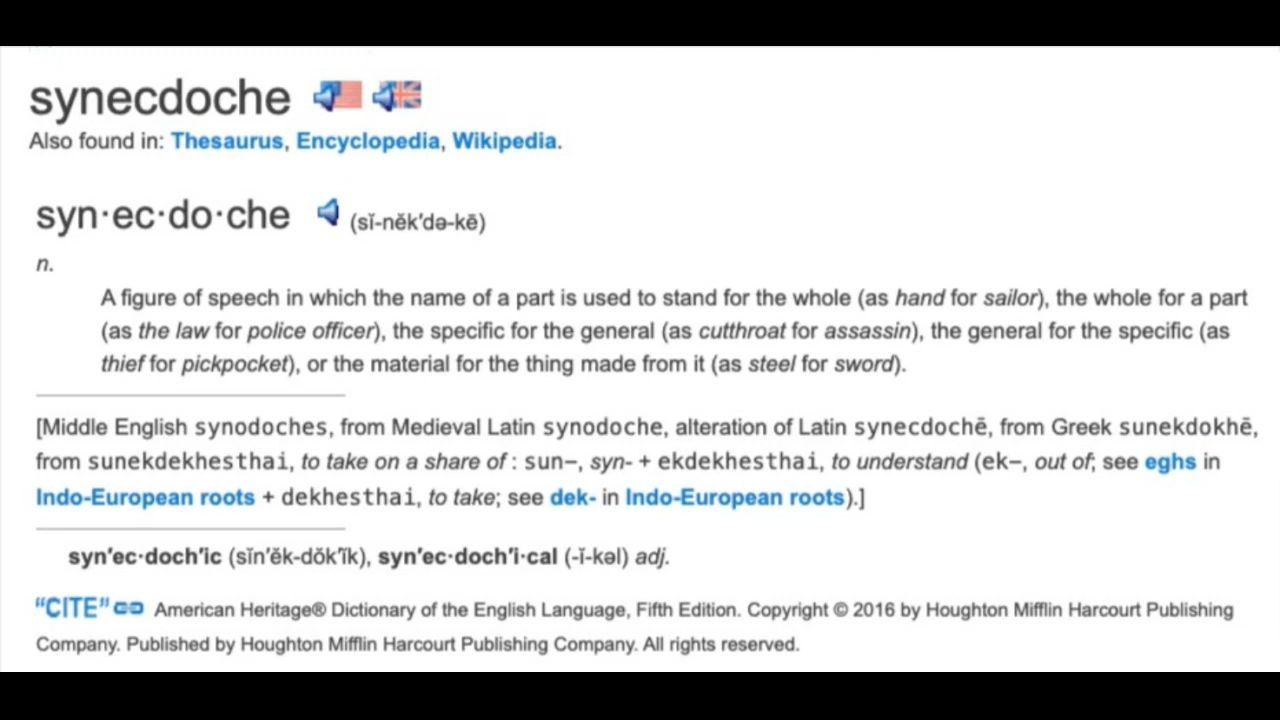 synecdoche
Also found in: Thesaurus, Encyclopedia, Wikipedia.
syn·ec·do·che (sĭ-nĕk′də-kē)
n.
A figure of speech in which the name of a part is used to stand for the whole (as hand for sailor), the whole for a part
(as the law for police officer), the specific for the general (as cutthroat for assassin), the general for the specific (as
thief for pickpocket), or the material for the thing made from it (as steel for sword).
[Middle English synodoches, from Medieval Latin synodoche, alteration of Latin synecdochē, from Greek sunekdokhē,
from sunekdekhesthai, to take on a share of : sun–, syn- + ekdekhesthai, to understand (ek–, out of; see eghs in
Indo-European roots + dekhesthai, to take; see dek- in Indo-European roots).]
syn′ec·doch′ic (sĭn′ĕk-dŏk′ĭk), syn′ec·doch′i·cal (-ĭ-kəl) adj.
“CITE” American Heritage® Dictionary of the English Language, Fifth Edition. Copyright © 2016 by Houghton Mifflin Harcourt Publishing
Company. Published by Houghton Mifflin Harcourt Publishing Company. All rights reserved.